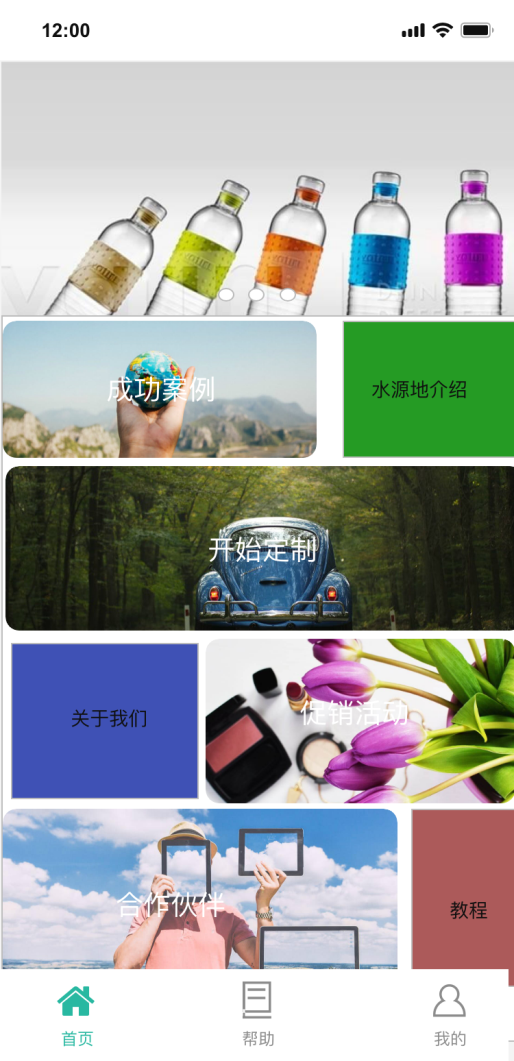 12:00
成功案例
水源地介绍
开始定制
关于我们
促销活动
合作伙伴
教程
首页
帮助
我的